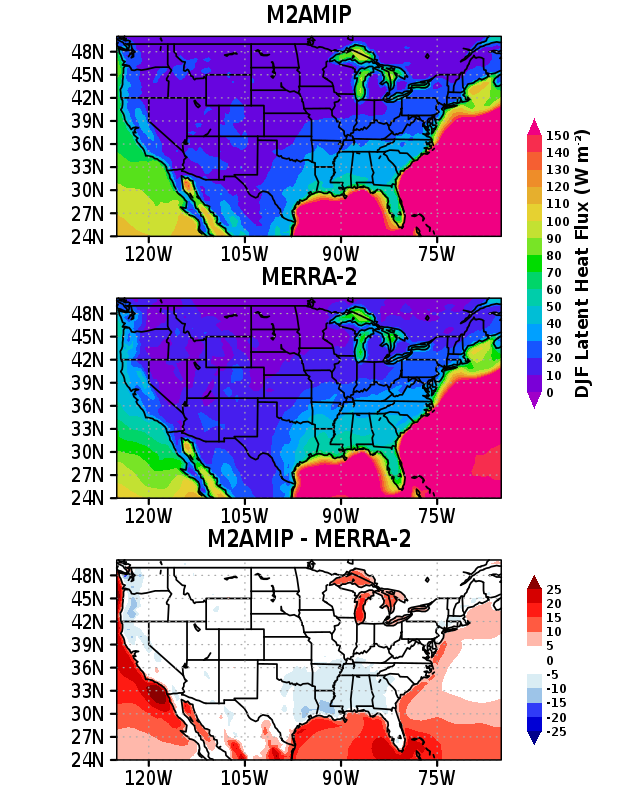 M2AMIP
48N
45N
42N
39N
36N
33N
30N
27N
24N
120W 105W 90W 75W
MERRA-2
48N
45N
42N
39N
36N
33N
30N
27N
24N
120W 105W 90W 75W
M2AMIP - MERRA-2
48N
45N
42N
39N
36N
33N
30N
27N
24N
120W 105W 90W 75W
150
140
130
120
110
100
90
80
70
60
50
40
30
20
10
0
DJF Latent Heat Flux (W m⁻²)
25
20
15
10
5
0
-5
-10
-15
-20
-25